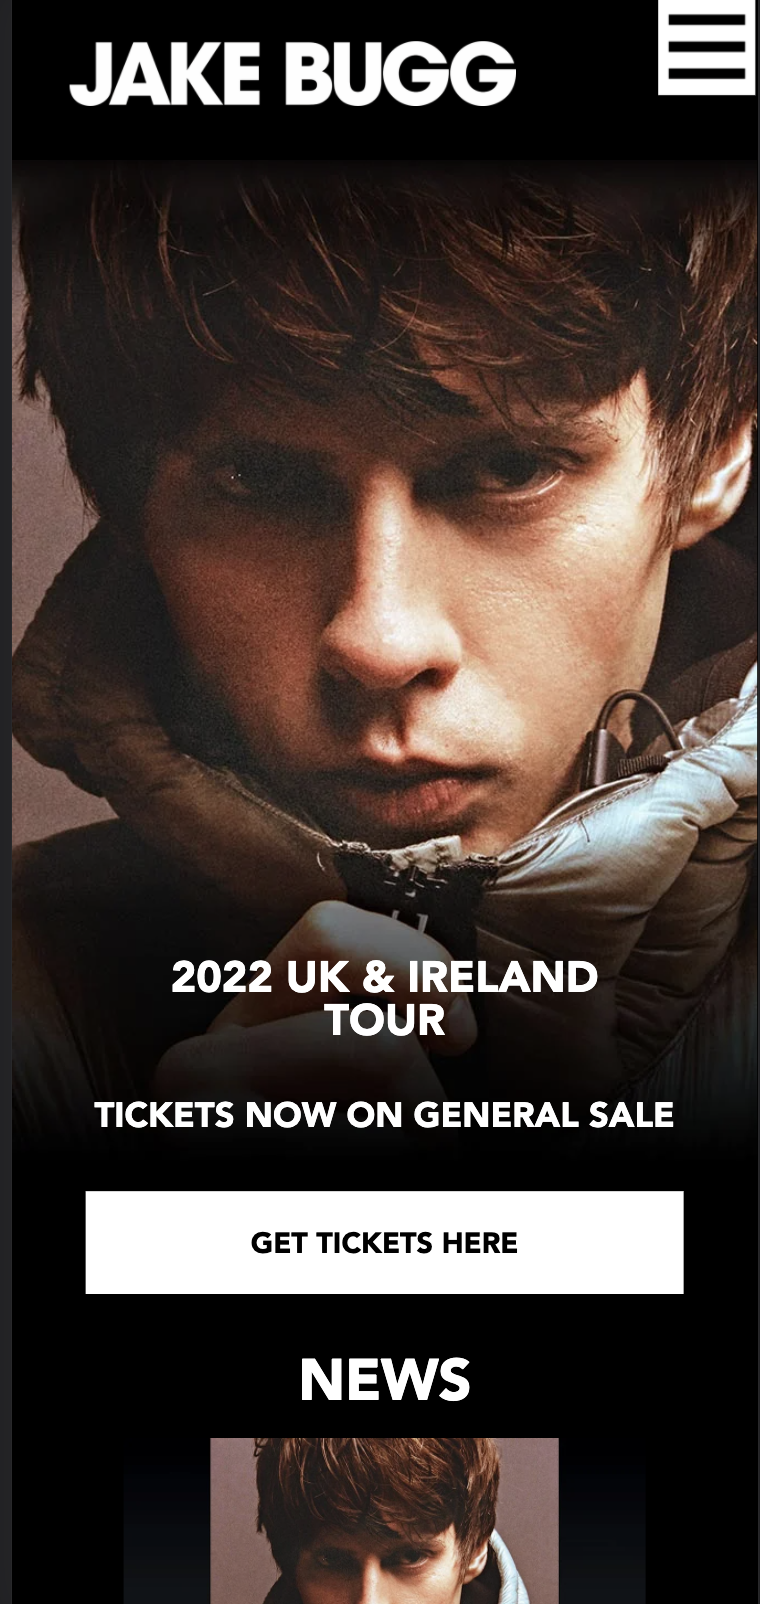 JAKE BUGG
2022 UK & IRELAND
TOUR
TICKETS NOW ON GENERAL SALE
GET TICKETS HERE
NEWS